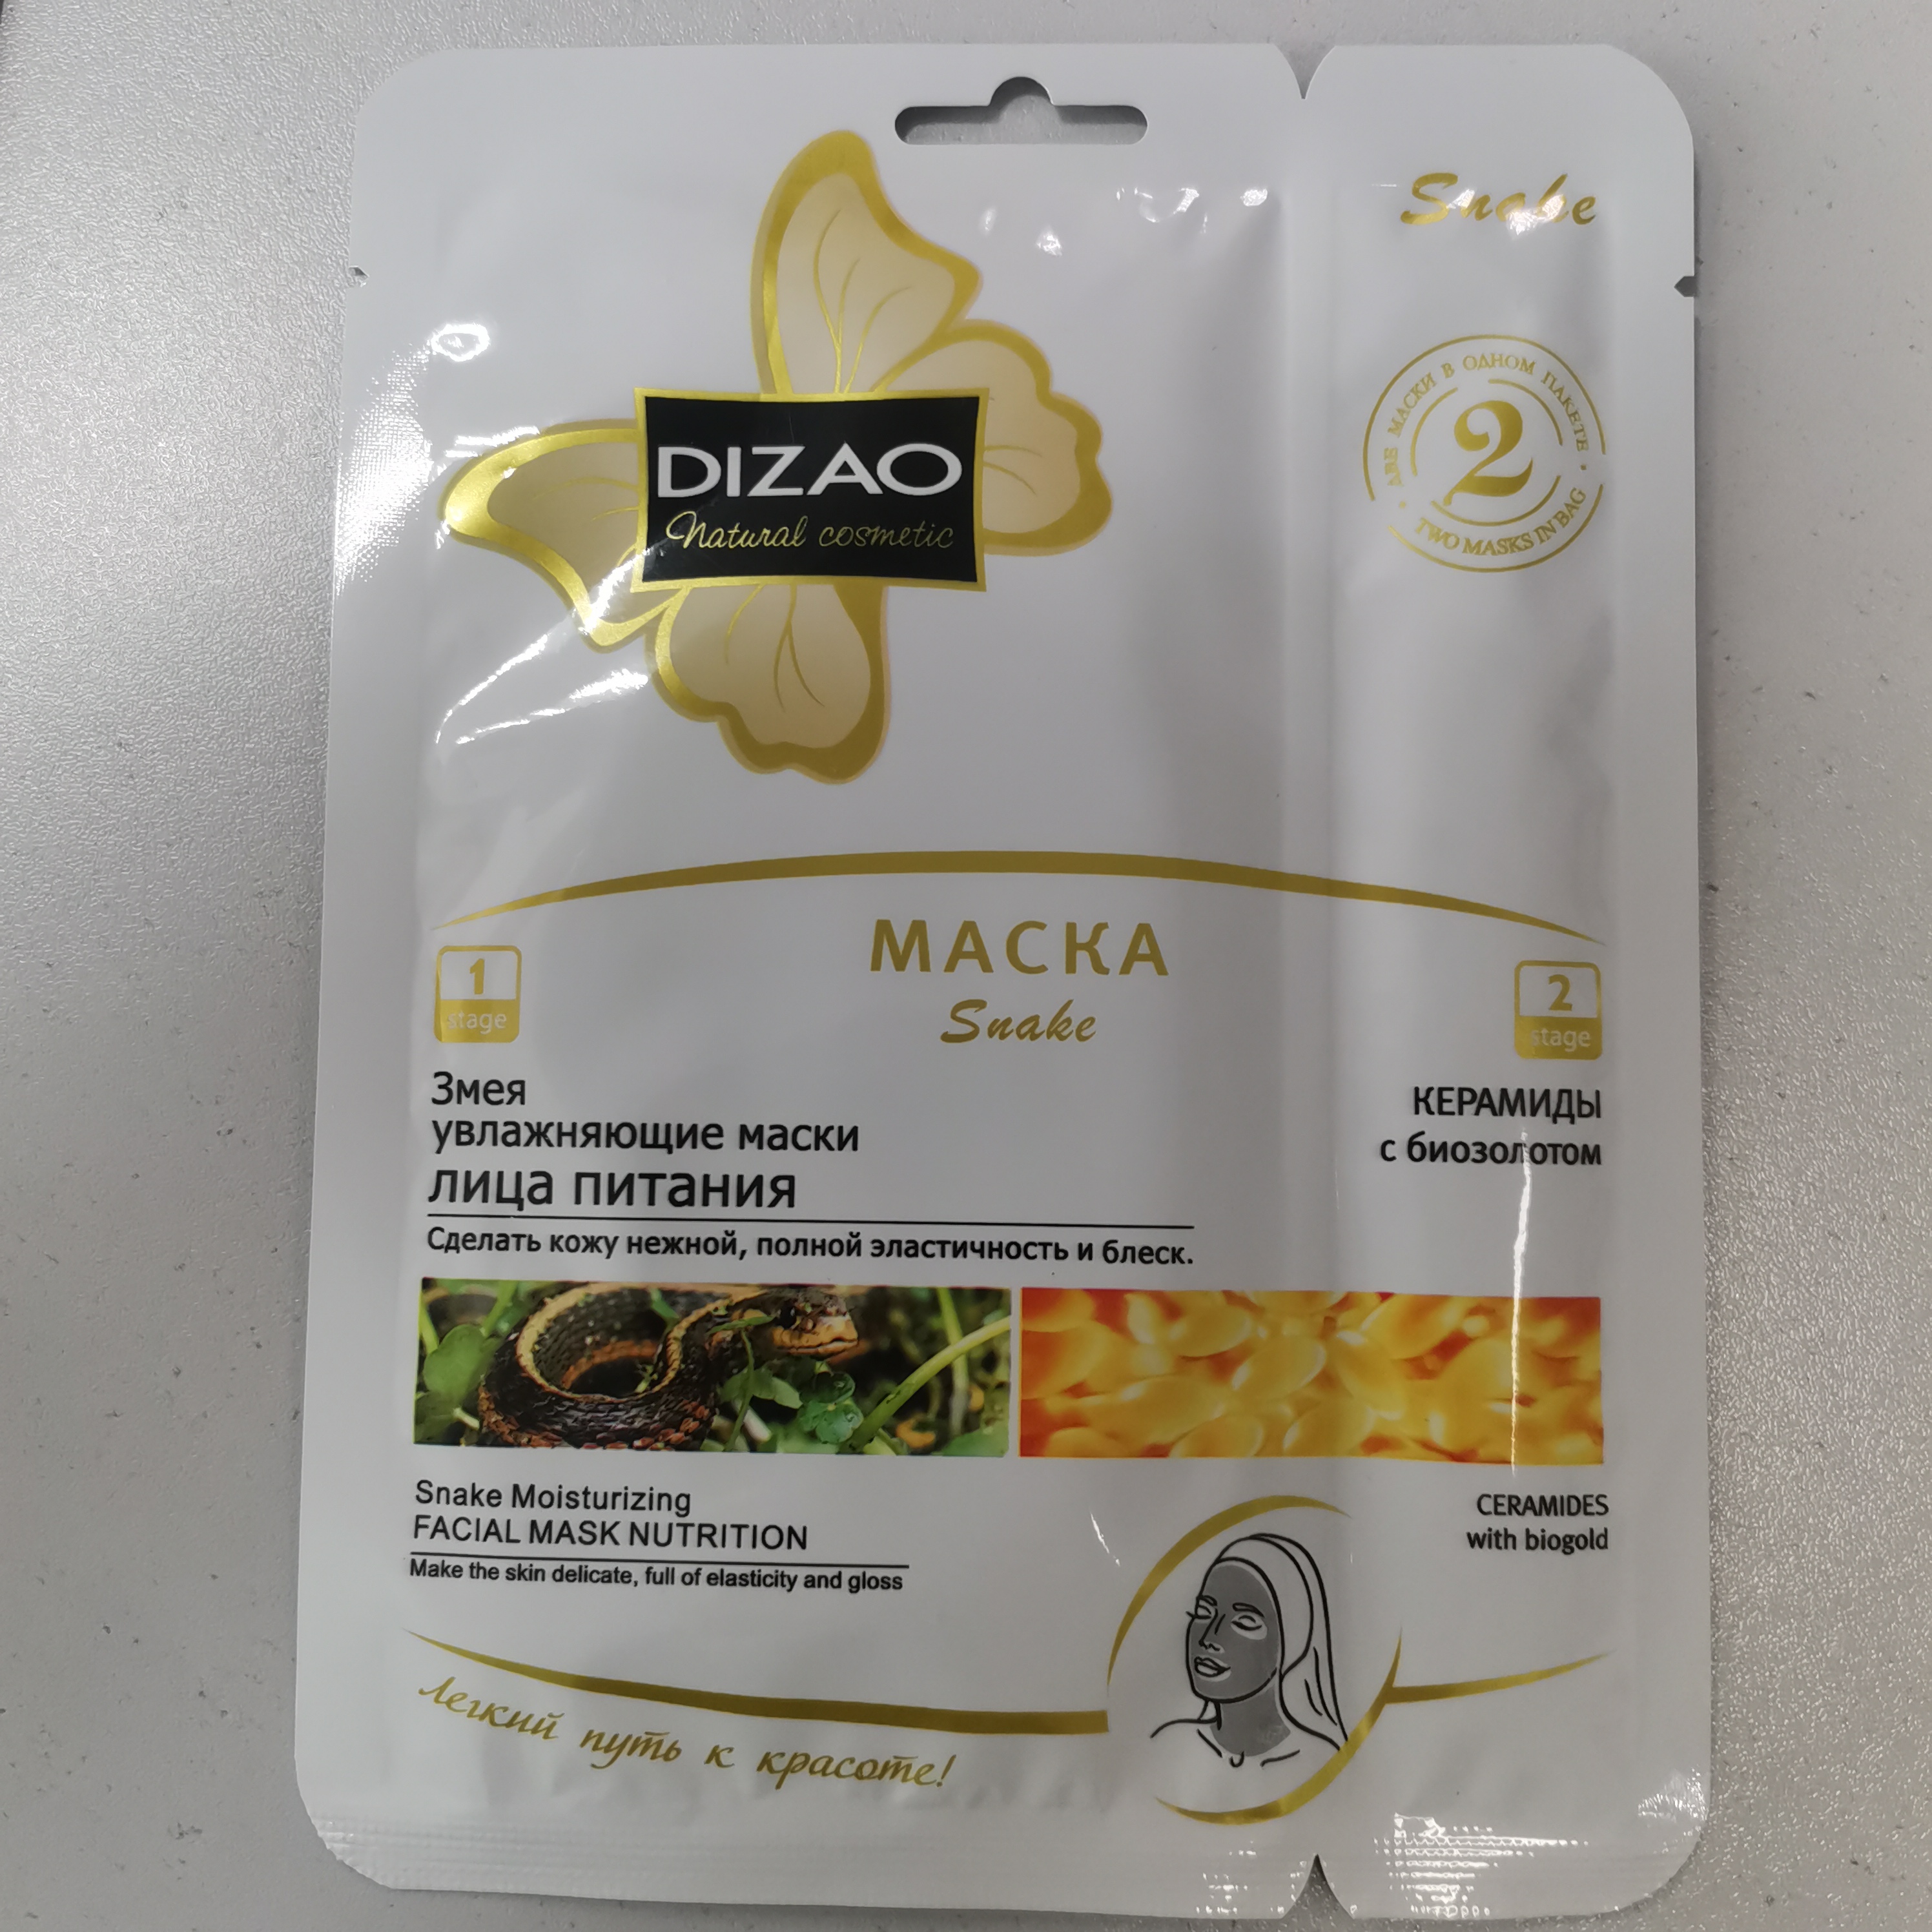 Snake
ДВЕ МАСКИ В ОДНОМ ПАКЕТЕ
2
TWO MASKS IN BAG
DIZAO
Natural cosmetic
МАСКА
Snake
1
stage
2
stage
Змея
увлажняющие маски
лица питания
Сделать кожу нежной, полной эластичность и блеск.
КЕРАМИДЫ
с биозолотом
Snake Moisturizing
FACIAL MASK NUTRITION
Make the skin delicate, full of elasticity and gloss
CERAMIDES
with biogold
Легкий путь к красоте!